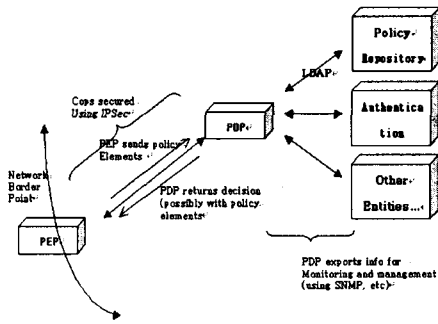 Policy
Repository
LDAP
Cops secured
Using IPSec
PDP
Authentica
tion
PEP sends policy
Elements
Network
Border
Point
PDP returns decision
(possibly with policy
elements
Other
Entities...
PEP
PDP exports info for
Monitoring and management
(using SNMP, etc)